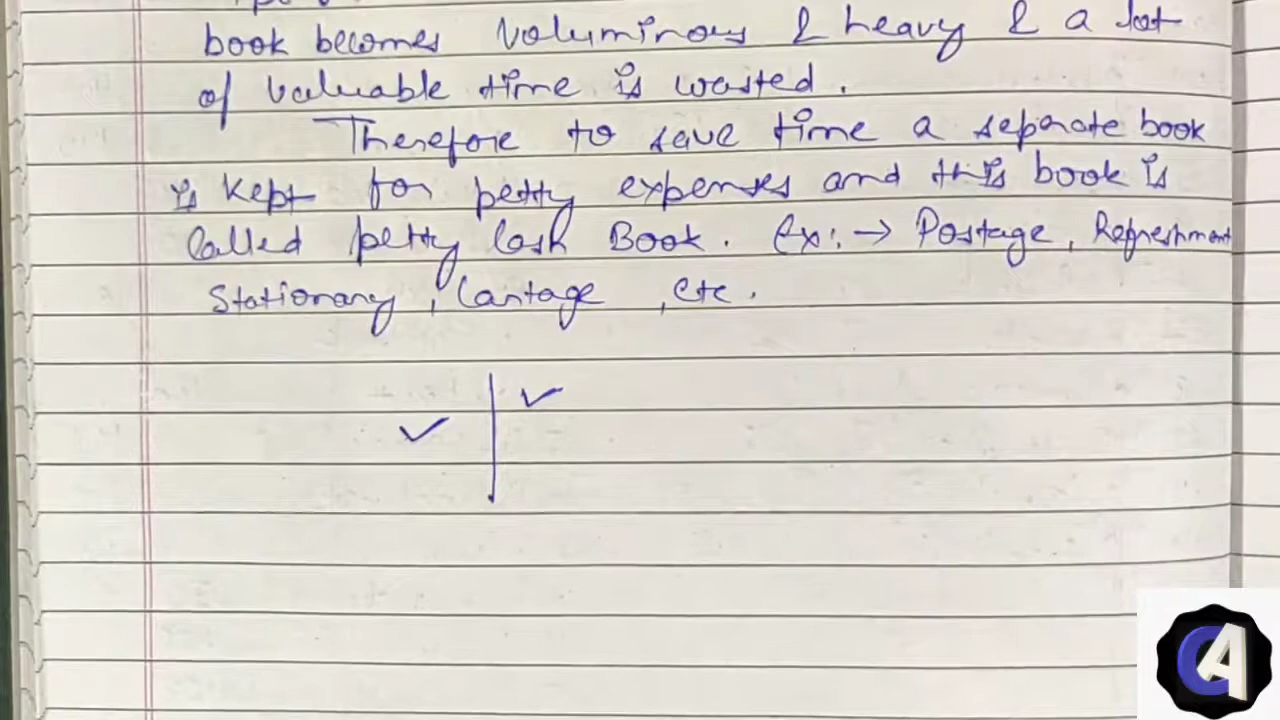 book becomes voluminous & heavy & a lot
of valuable time is wasted.
Therefore to save time a separate book
is kept for petty expenses and this book is
called petty Cash Book. Ex:→ Postage, Refreshment
Stationary, Cartage, etc.
CA